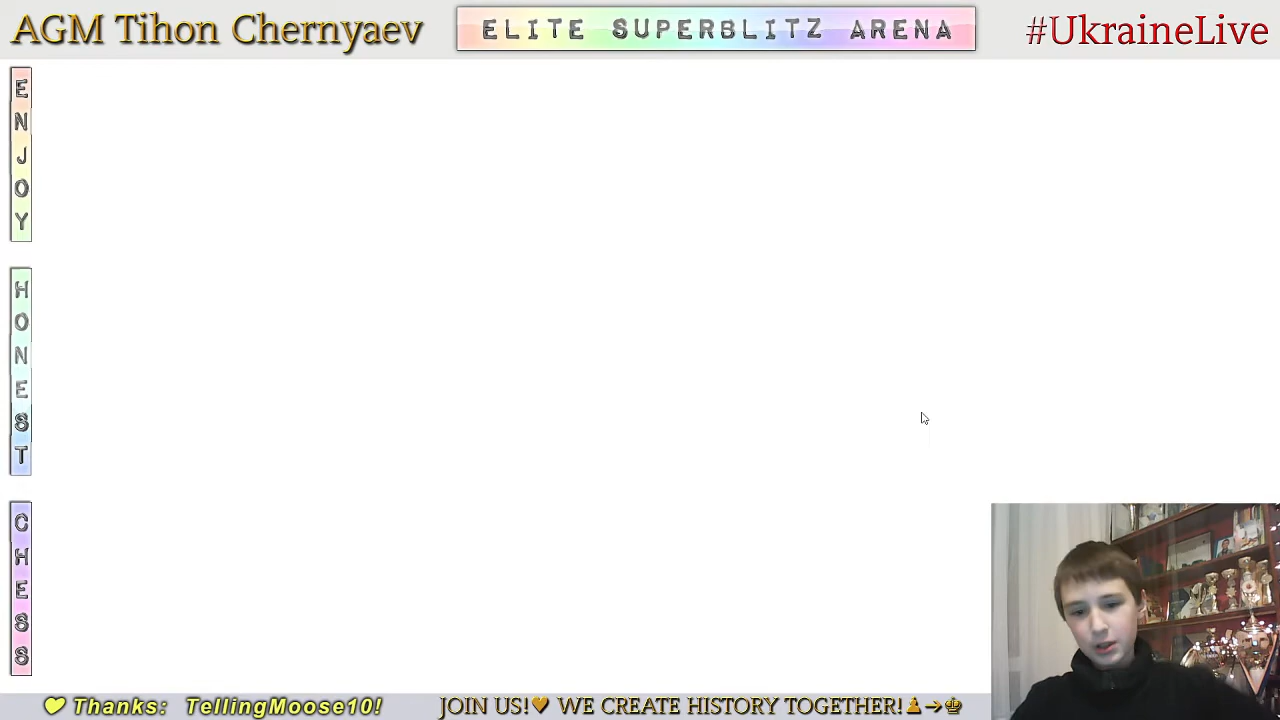 AGM Tihon Chernyaev
ELITE SUPERBLITZ ARENA
#UkraineLive
ENJOY
HONEST
CHESS
💛 Thanks: TellingMoose10!
JOIN US!🧡 WE CREATE HISTORY TOGETHER!♟→♚